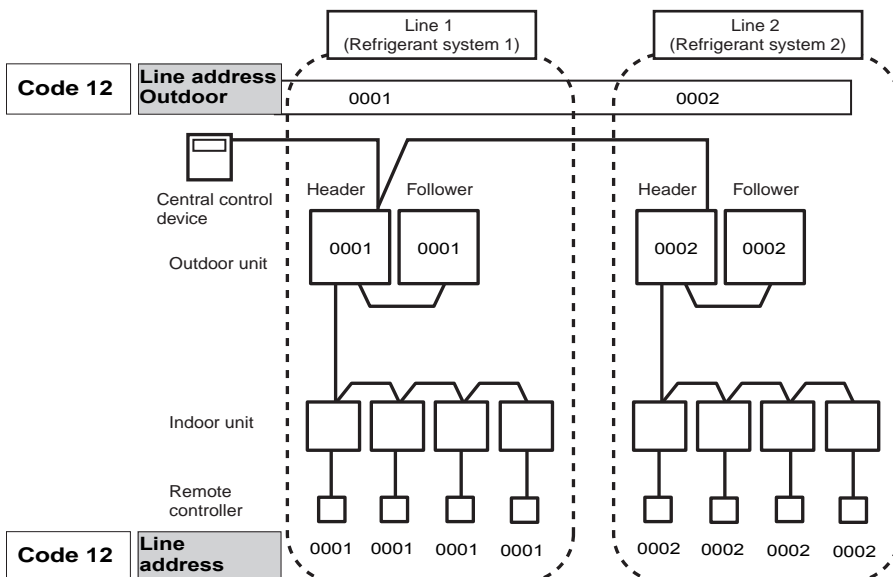 Line 1
(Refrigerant system 1)
Line 2
(Refrigerant system 2)
Code 12
Line address
Outdoor
0001
0002
Central control
device
Header
Follower
Header
Follower
Outdoor unit
0001
0001
0002
0002
Indoor unit
Remote
controller
Code 12
Line
address
0001
0001
0001
0001
0002
0002
0002
0002